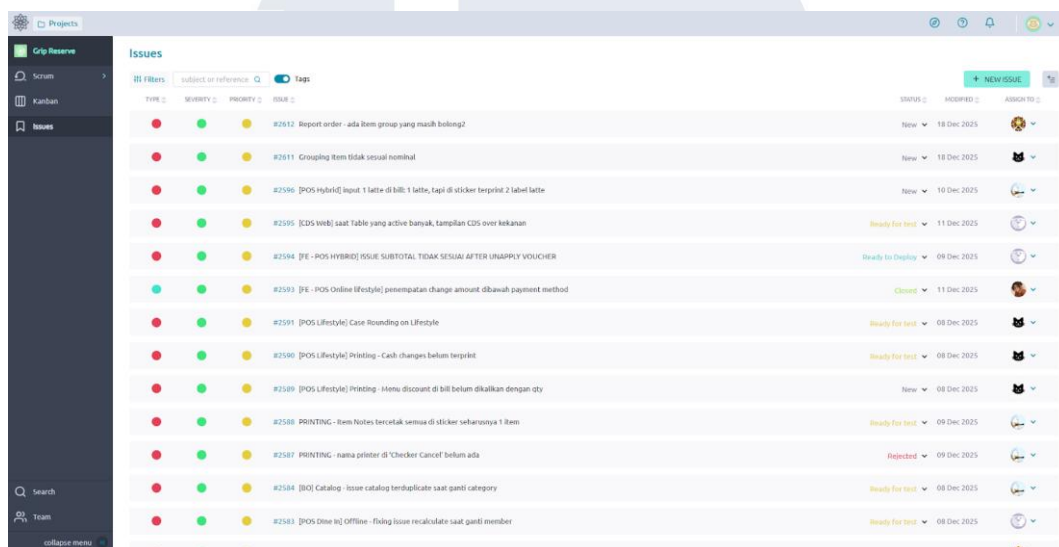 Projects
Grip Reserve
Scrum
Kanban
Issues
Search
Team
collapse menu
Issues
Filters subject or reference Tags + NEW ISSUE
TYPE SEVERITY PRIORITY ISSUE STATUS MODIFIED ASSIGN TO
#2612 Report order - ada item group yang masih bolong2 New 18 Dec 2025
#2611 Grouping item tidak sesuai nominal New 18 Dec 2025
#2596 [POS Hybrid] input 1 latte di bill: 1 latte, tapi di sticker terprint 2 label latte New 10 Dec 2025
#2595 [CDS Web] saat Table yang active banyak, tampilan CDS over kekanan Ready for test 11 Dec 2025
#2594 [FE - POS HYBRID] ISSUE SUBTOTAL TIDAK SESUAI AFTER UNAPPLY VOUCHER Ready to Deploy 09 Dec 2025
#2593 [FE - POS Online lifestyle] penempatan change amount dibawah payment method Closed 11 Dec 2025
#2591 [POS Lifestyle] Case Rounding on Lifestyle Ready for test 08 Dec 2025
#2590 [POS Lifestyle] Printing - Cash changes belum terprint Ready for test 08 Dec 2025
#2589 [POS Lifestyle] Printing - Menu discount di bill belum dikalikan dengan qty New 08 Dec 2025
#2588 PRINTING - Item Notes tercetak semua di sticker seharusnya 1 item Ready for test 09 Dec 2025
#2587 PRINTING - nama printer di 'Checker Cancel' belum ada Rejected 09 Dec 2025
#2584 [BO] Catalog - issue catalog terduplicate saat ganti category Ready for test 08 Dec 2025
#2583 [POS Dine In] Offline - fixing issue recalculate saat ganti member Ready for test 08 Dec 2025